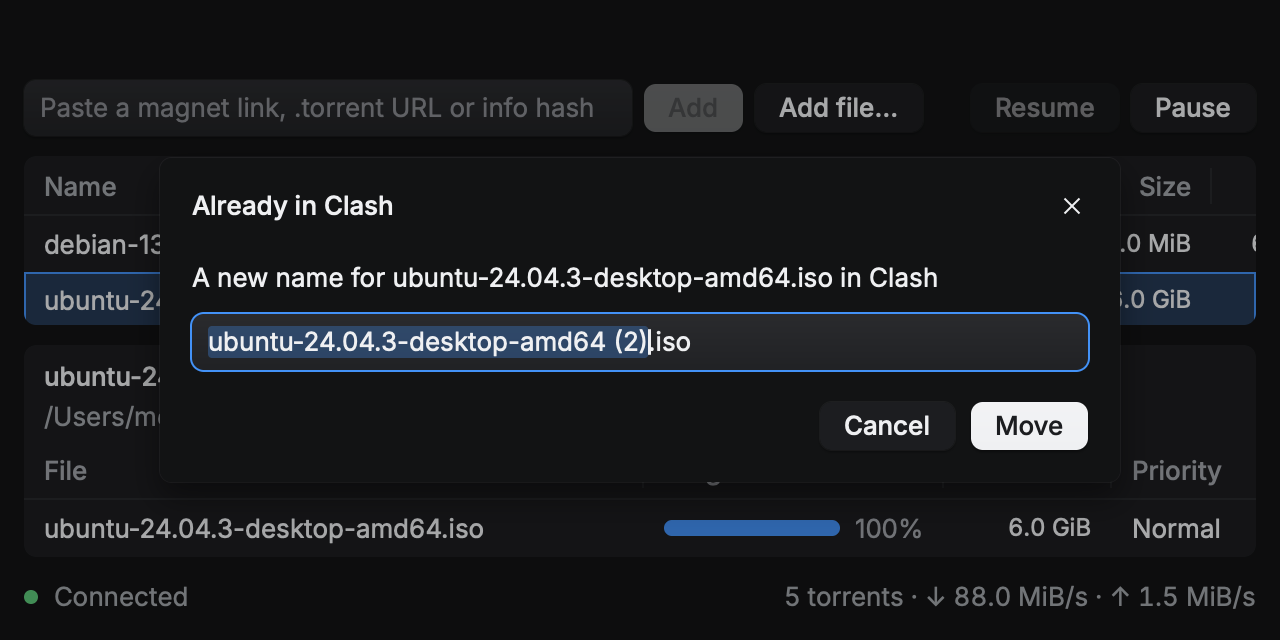 Paste a magnet link, .torrent URL or info hash Add Add file... Resume Pause
Name Size
debian-13 .0 MiB
ubuntu-24 6.0 GiB
Already in Clash
A new name for ubuntu-24.04.3-desktop-amd64.iso in Clash
ubuntu-24.04.3-desktop-amd64 (2).iso
Cancel Move
ubuntu-24
/Users/m
File Priority
ubuntu-24.04.3-desktop-amd64.iso 100% 6.0 GiB Normal
Connected 5 torrents · ↓ 88.0 MiB/s · ↑ 1.5 MiB/s